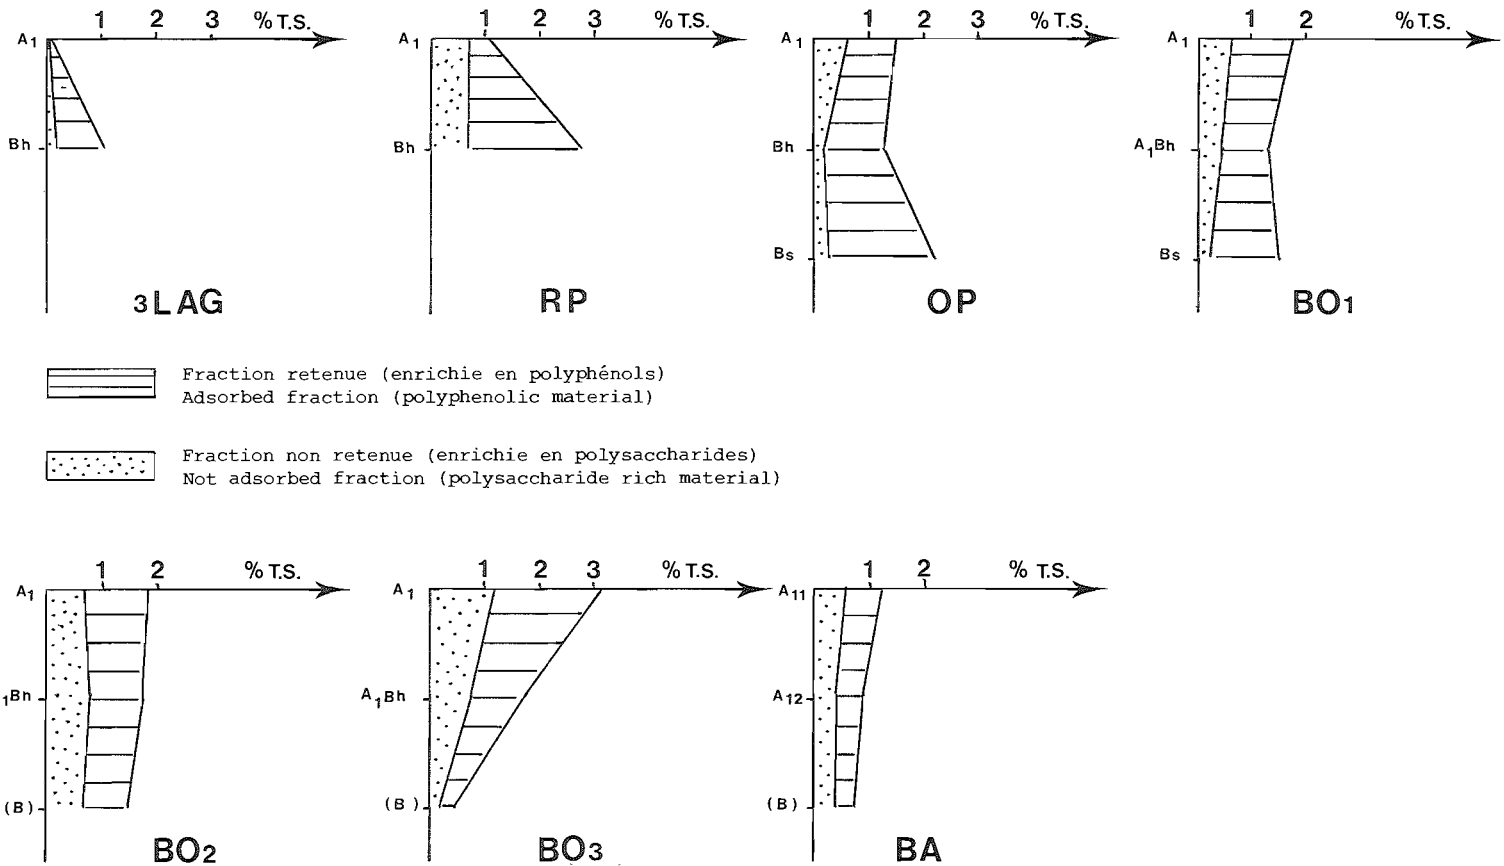 1 2 3 % T.S.
A1
Bh
3LAG
1 2 3 % T.S.
A1
Bh
RP
1 2 3 % T.S.
A1
Bh
Bs
OP
1 2 % T.S.
A1
A1Bh
Bs
BO1
Fraction retenue (enrichie en polyphénols)
Adsorbed fraction (polyphenolic material)
Fraction non retenue (enrichie en polysaccharides)
Not adsorbed fraction (polysaccharide rich material)
1 2 % T.S.
A1
1Bh
(B)
BO2
1 2 3 % T.S.
A1
A1Bh
(B)
BO3
1 2 % T.S.
A11
A12
(B)
BA